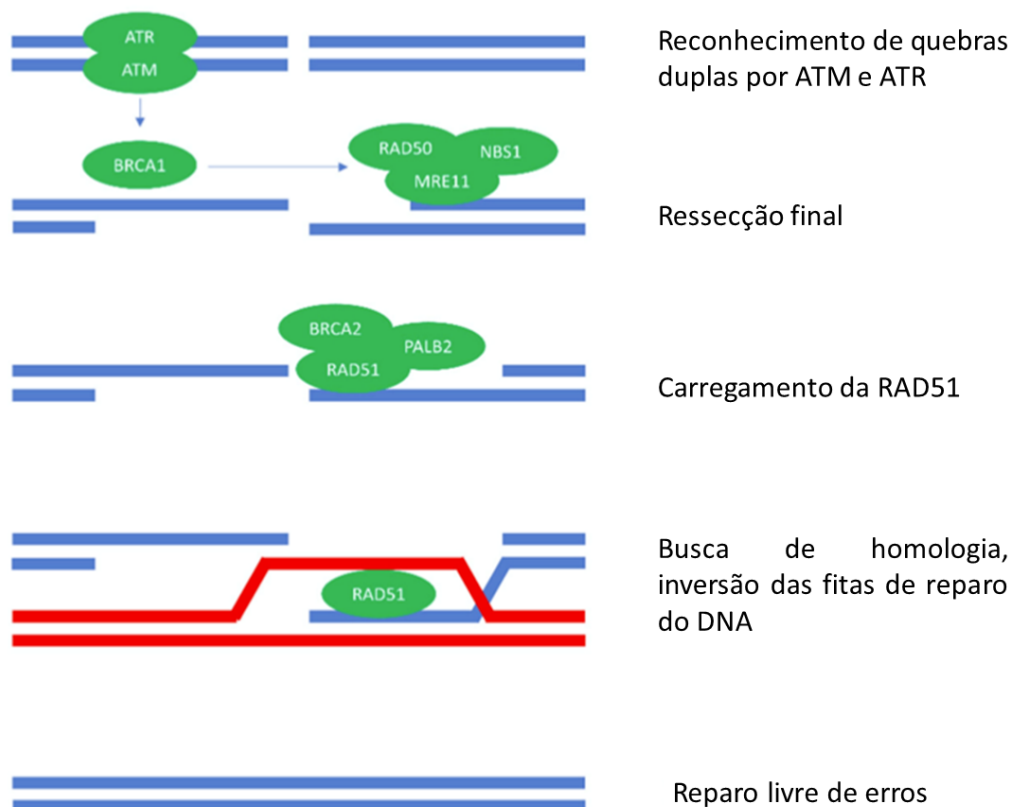 ATR
ATM
Reconhecimento de quebras
duplas por ATM e ATR
BRCA1
RAD50
NBS1
MRE11
Ressecção final
BRCA2
PALB2
RAD51
Carregamento da RAD51
Busca de homologia,
inversão das fitas de reparo
do DNA
RAD51
Reparo livre de erros